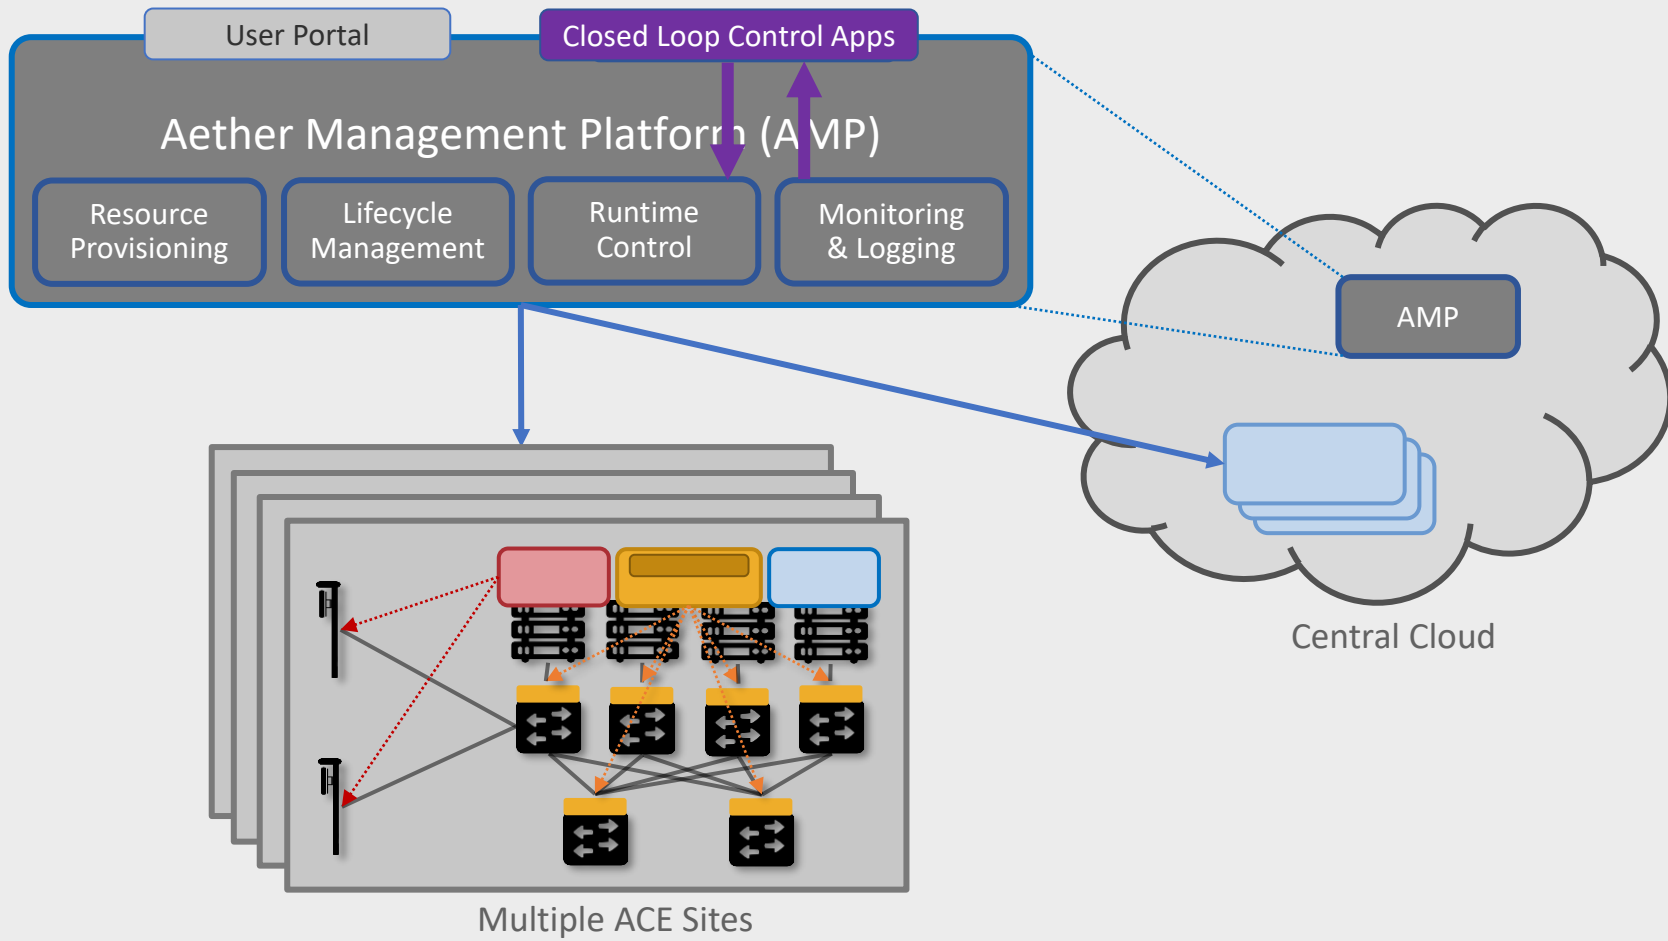 User Portal
Closed Loop Control Apps
Aether Management Platform (AMP)
Resource
Provisioning
Lifecycle
Management
Runtime
Control
Monitoring
& Logging
AMP
Central Cloud
Multiple ACE Sites